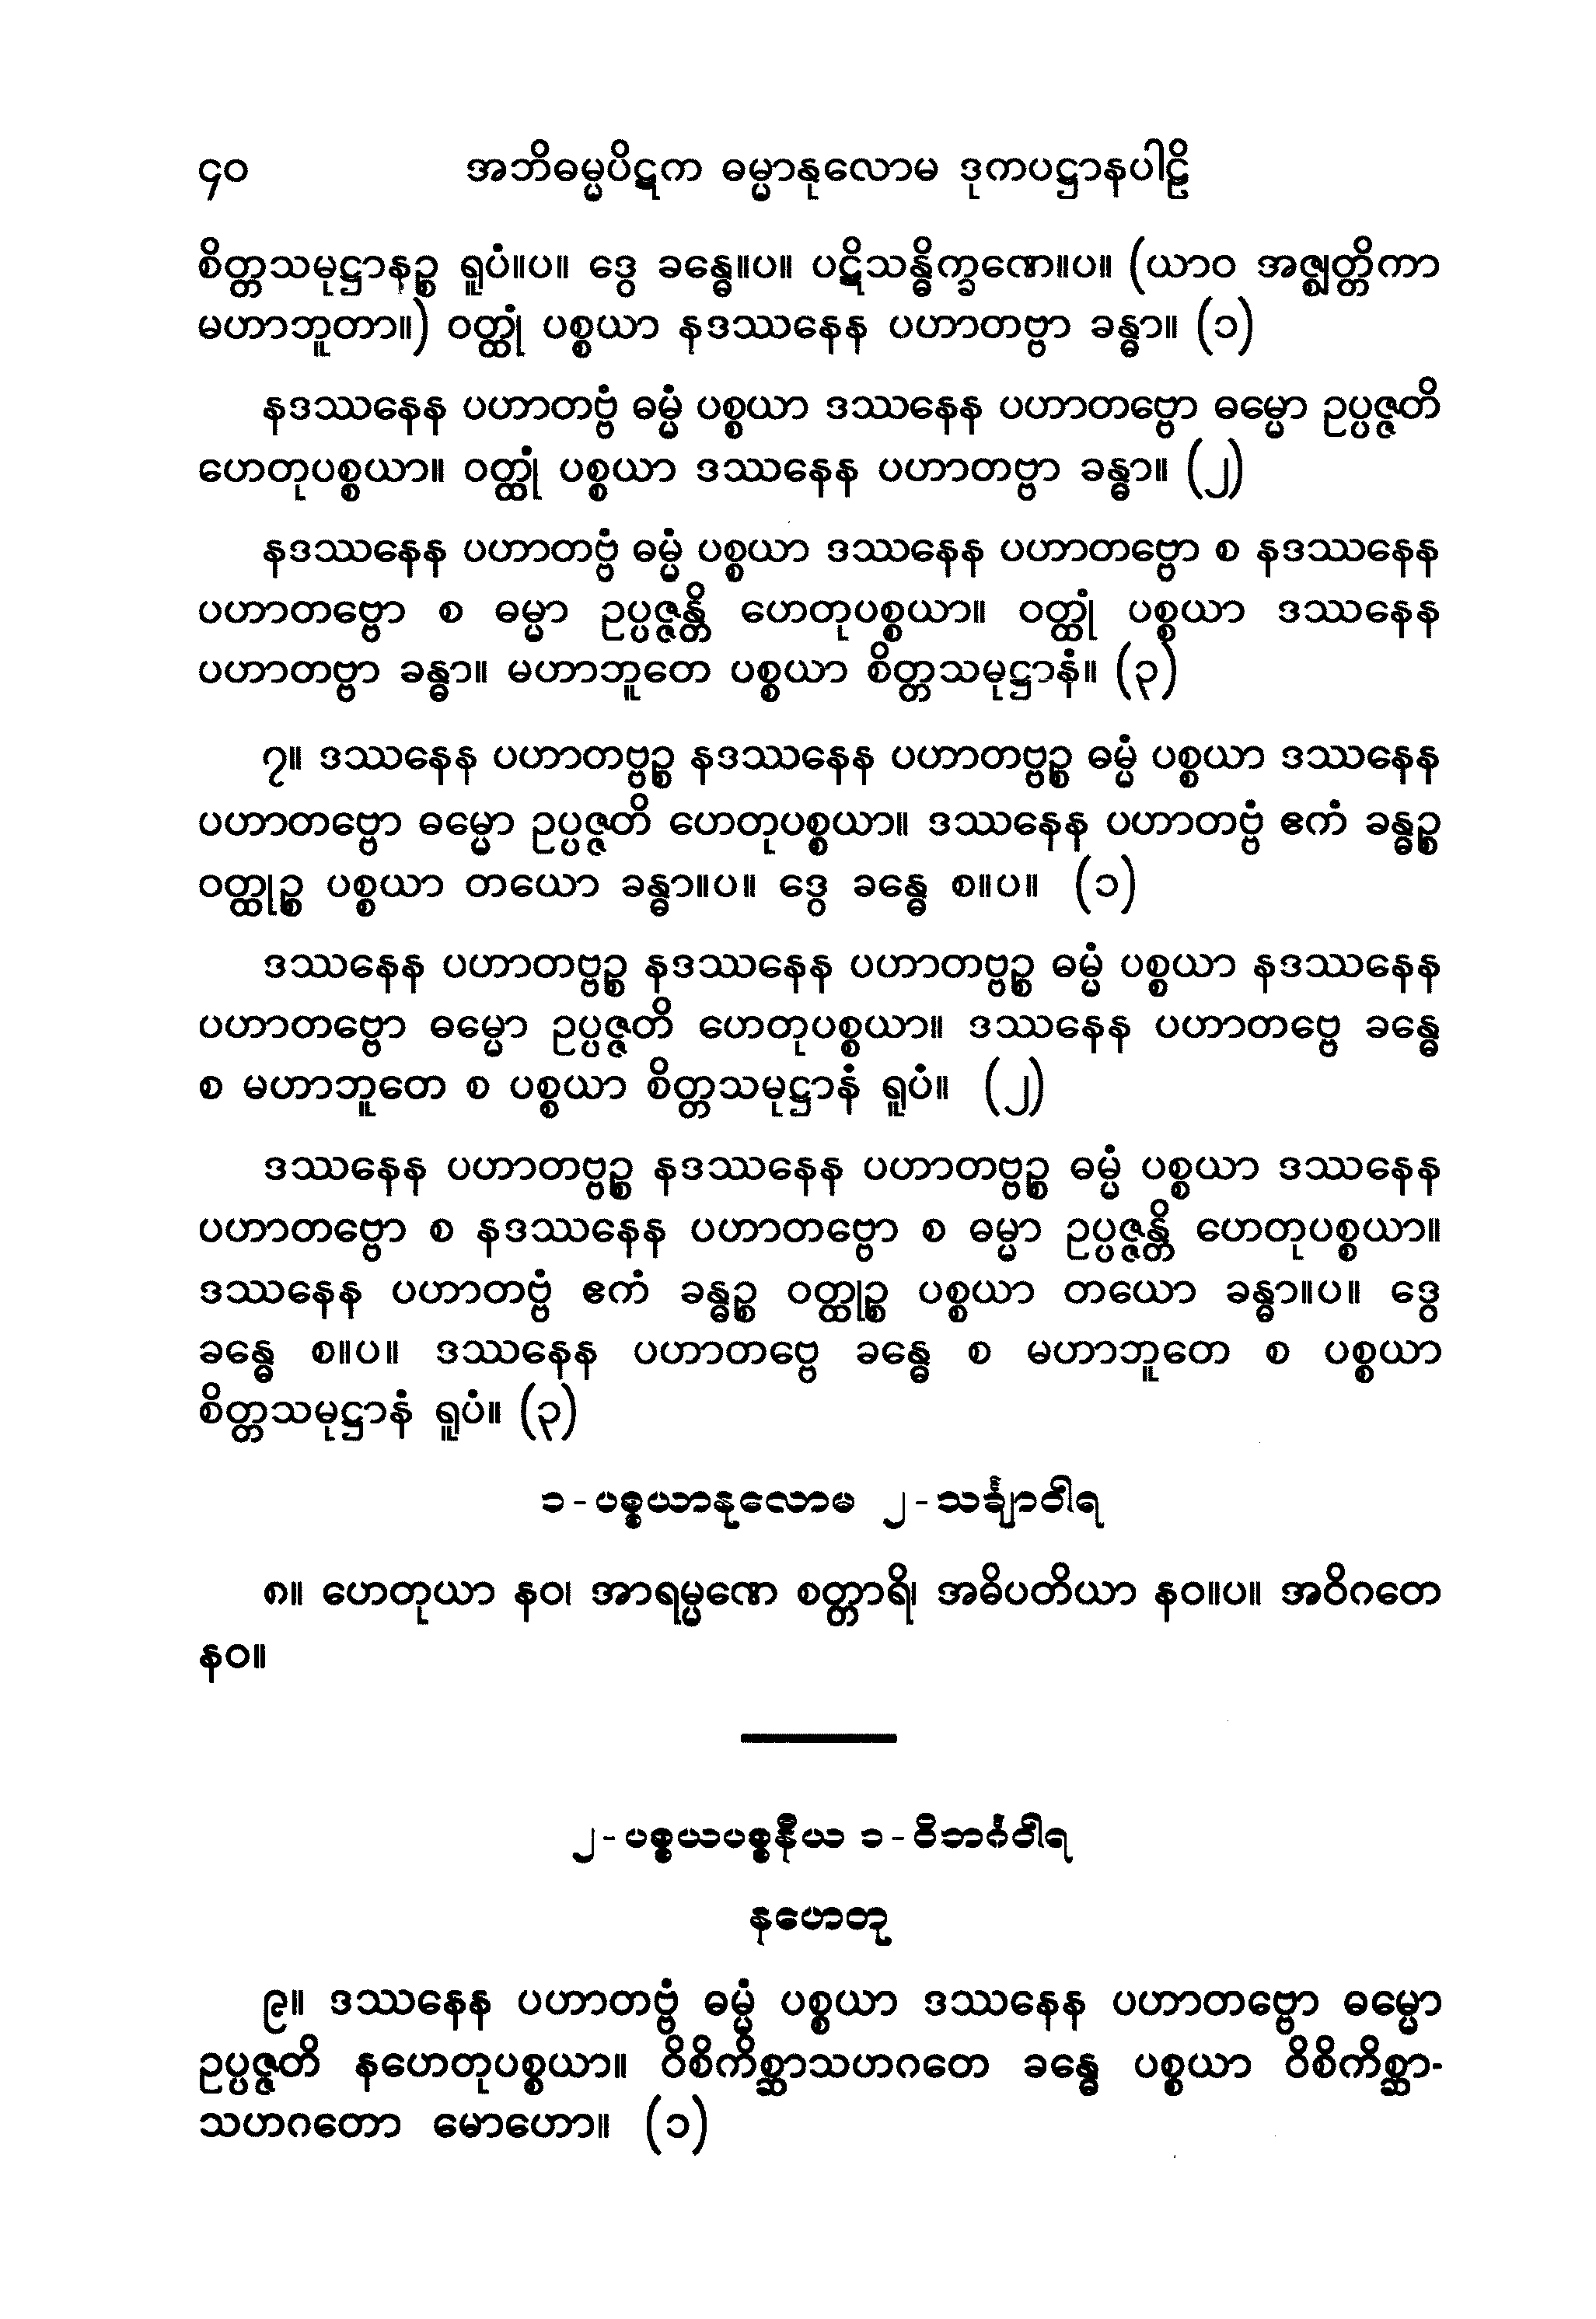 ၄၀ အဘိဓမ္မပိဋက ဓမ္မာနုလောမ ဒုကပဋ္ဌာနပါဠိ
စိတ္တသမုဋ္ဌာနဉ္စ ရူပံ။ပ။ ဒွေ ခန္ဓေ။ပ။ ပဋိသန္ဓိက္ခဏေ။ပ။ (ယာဝ အဇ္ဈတ္တိကာ
မဟာဘူတာ။) ဝတ္ထုံ ပစ္စယာ နဒဿနေန ပဟာတဗ္ဗာ ခန္ဓာ။ (၁)
နဒဿနေန ပဟာတဗ္ဗံ ဓမ္မံ ပစ္စယာ ဒဿနေန ပဟာတဗ္ဗော ဓမ္မော ဥပ္ပဇ္ဇတိ
ဟေတုပစ္စယာ။ ဝတ္ထုံ ပစ္စယာ ဒဿနေန ပဟာတဗ္ဗာ ခန္ဓာ။ (၂)
နဒဿနေန ပဟာတဗ္ဗံ ဓမ္မံ ပစ္စယာ ဒဿနေန ပဟာတဗ္ဗော စ နဒဿနေန
ပဟာတဗ္ဗော စ ဓမ္မာ ဥပ္ပဇ္ဇန္တိ ဟေတုပစ္စယာ။ ဝတ္ထုံ ပစ္စယာ ဒဿနေန
ပဟာတဗ္ဗာ ခန္ဓာ။ မဟာဘူတေ ပစ္စယာ စိတ္တသမုဋ္ဌာနံ။ (၃)
၇။ ဒဿနေန ပဟာတဗ္ဗဉ္စ နဒဿနေန ပဟာတဗ္ဗဉ္စ ဓမ္မံ ပစ္စယာ ဒဿနေန
ပဟာတဗ္ဗော ဓမ္မော ဥပ္ပဇ္ဇတိ ဟေတုပစ္စယာ။ ဒဿနေန ပဟာတဗ္ဗံ ဧကံ ခန္ဓဉ္စ
ဝတ္ထုဉ္စ ပစ္စယာ တယော ခန္ဓာ။ပ။ ဒွေ ခန္ဓေ စ။ပ။ (၁)
ဒဿနေန ပဟာတဗ္ဗဉ္စ နဒဿနေန ပဟာတဗ္ဗဉ္စ ဓမ္မံ ပစ္စယာ နဒဿနေန
ပဟာတဗ္ဗော ဓမ္မော ဥပ္ပဇ္ဇတိ ဟေတုပစ္စယာ။ ဒဿနေန ပဟာတဗ္ဗေ ခန္ဓေ
စ မဟာဘူတေ စ ပစ္စယာ စိတ္တသမုဋ္ဌာနံ ရူပံ။ (၂)
ဒဿနေန ပဟာတဗ္ဗဉ္စ နဒဿနေန ပဟာတဗ္ဗဉ္စ ဓမ္မံ ပစ္စယာ ဒဿနေန
ပဟာတဗ္ဗော စ နဒဿနေန ပဟာတဗ္ဗော စ ဓမ္မာ ဥပ္ပဇ္ဇန္တိ ဟေတုပစ္စယာ။
ဒဿနေန ပဟာတဗ္ဗံ ဧကံ ခန္ဓဉ္စ ဝတ္ထုဉ္စ ပစ္စယာ တယော ခန္ဓာ။ပ။ ဒွေ
ခန္ဓေ စ။ပ။ ဒဿနေန ပဟာတဗ္ဗေ ခန္ဓေ စ မဟာဘူတေ စ ပစ္စယာ
စိတ္တသမုဋ္ဌာနံ ရူပံ။ (၃)
၁-ပစ္စယာနုလောမ ၂-သင်္ချာဝါရ
၈။ ဟေတုယာ နဝ၊ အာရမ္မဏေ စတ္တာရိ၊ အဓိပတိယာ နဝ။ပ။ အဝိဂတေ
နဝ။
၂-ပစ္စယပစ္စနီယ ၁-ဝိဘင်္ဂဝါရ
နဟေတု
၉။ ဒဿနေန ပဟာတဗ္ဗံ ဓမ္မံ ပစ္စယာ ဒဿနေန ပဟာတဗ္ဗော ဓမ္မော
ဥပ္ပဇ္ဇတိ နဟေတုပစ္စယာ။ ဝိစိကိစ္ဆာသဟဂတေ ခန္ဓေ ပစ္စယာ ဝိစိကိစ္ဆာ-
သဟဂတော မောဟော။ (၁)